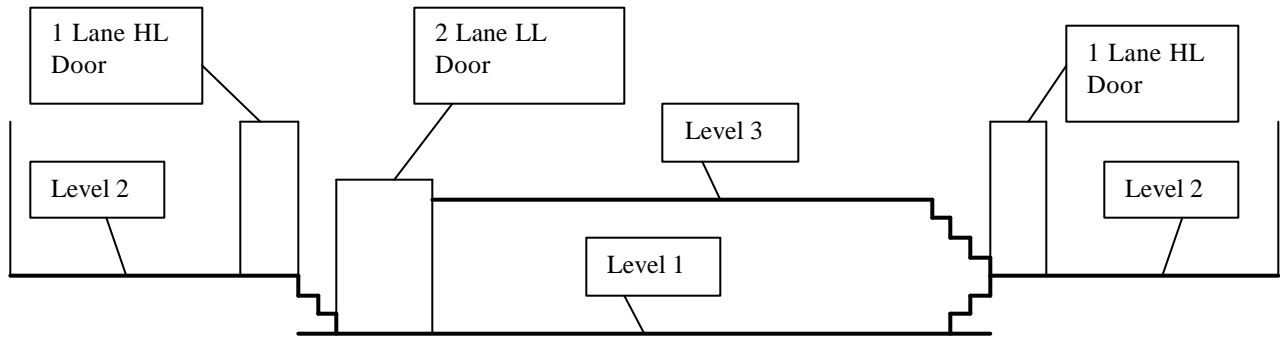 1 Lane HL
Door
2 Lane LL
Door
1 Lane HL
Door
Level 3
Level 2
Level 2
Level 1